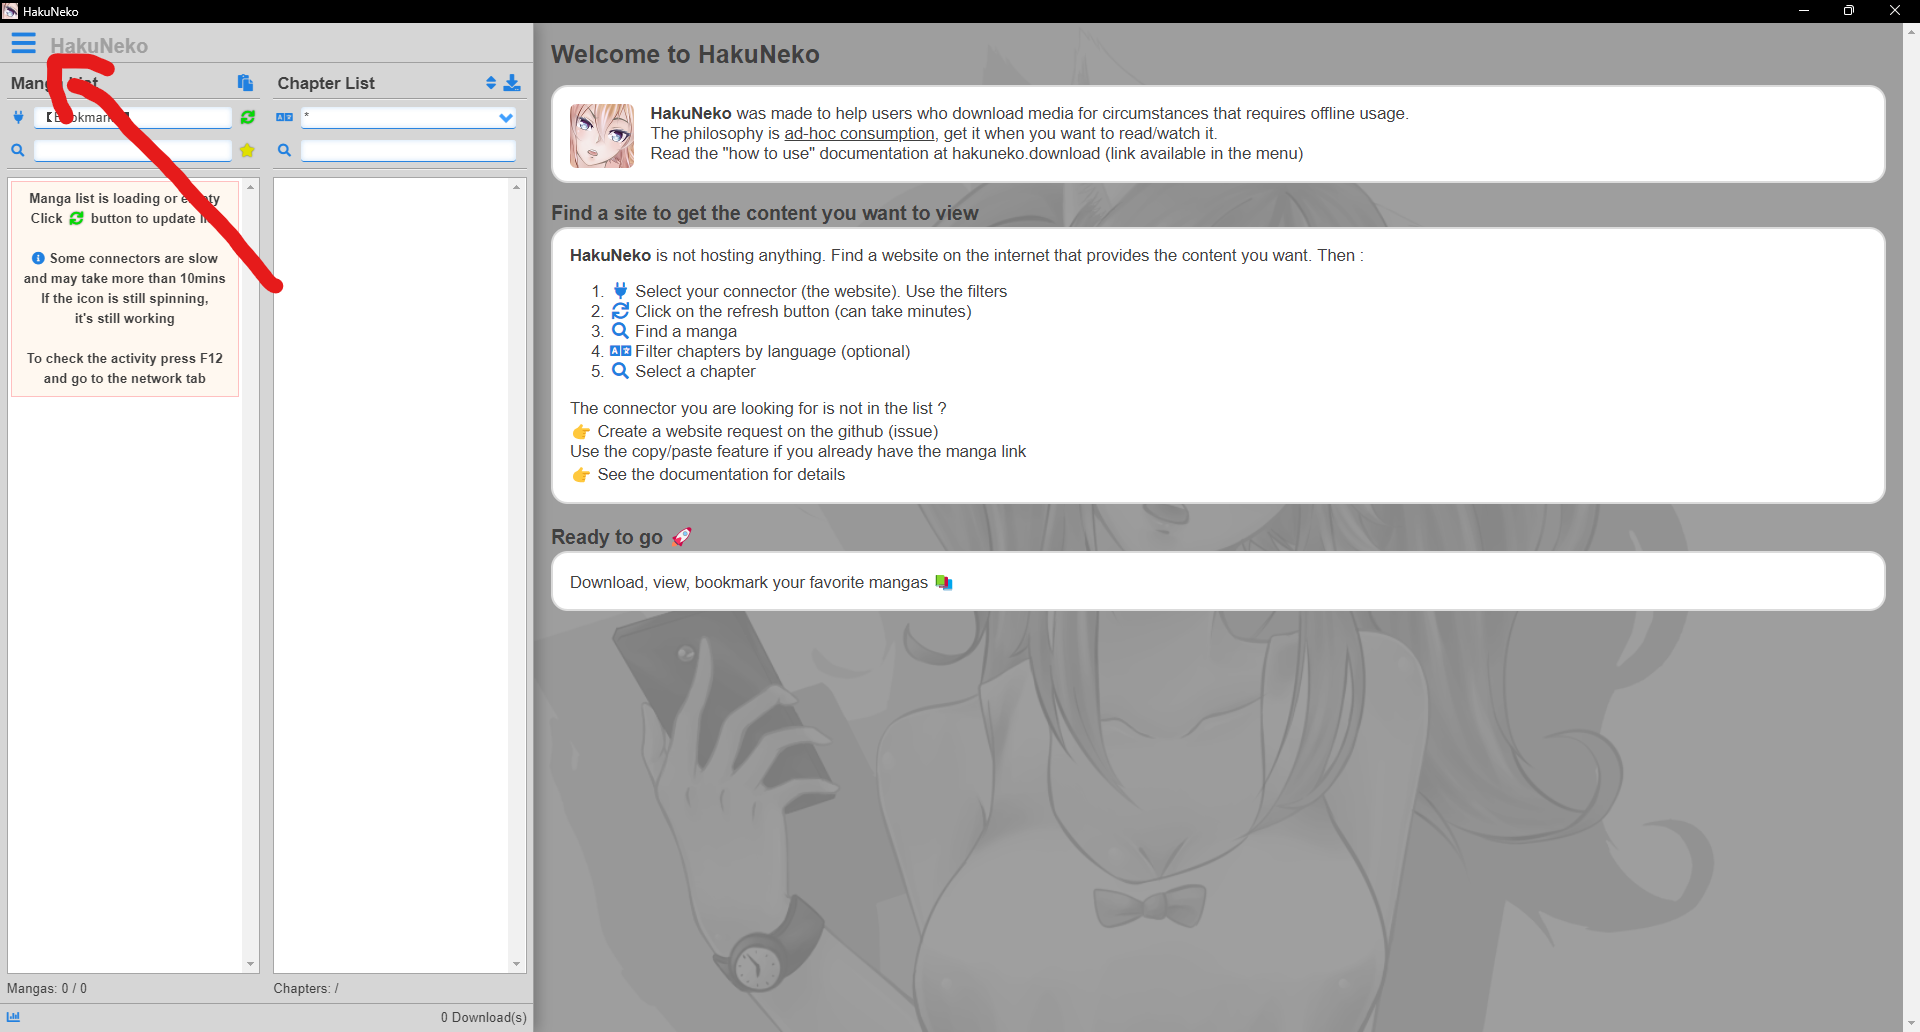 HakuNeko
HakuNeko
Manga List
Chapter List
*
Manga list is loading or empty
Click button to update
Some connectors are slow
and may take more than 10mins
If the icon is still spinning,
it's still working
To check the activity press F12
and go to the network tab
Mangas: 0 / 0
Chapters: /
0 Download(s)
Welcome to HakuNeko
HakuNeko was made to help users who download media for circumstances that requires offline usage.
The philosophy is ad-hoc consumption, get it when you want to read/watch it.
Read the "how to use" documentation at hakuneko.download (link available in the menu)
Find a site to get the content you want to view
HakuNeko is not hosting anything. Find a website on the internet that provides the content you want. Then :
1. Select your connector (the website). Use the filters
2. Click on the refresh button (can take minutes)
3. Find a manga
4. Filter chapters by language (optional)
5. Select a chapter
The connector you are looking for is not in the list ?
👉 Create a website request on the github (issue)
Use the copy/paste feature if you already have the manga link
👉 See the documentation for details
Ready to go 🚀
Download, view, bookmark your favorite mangas 📚